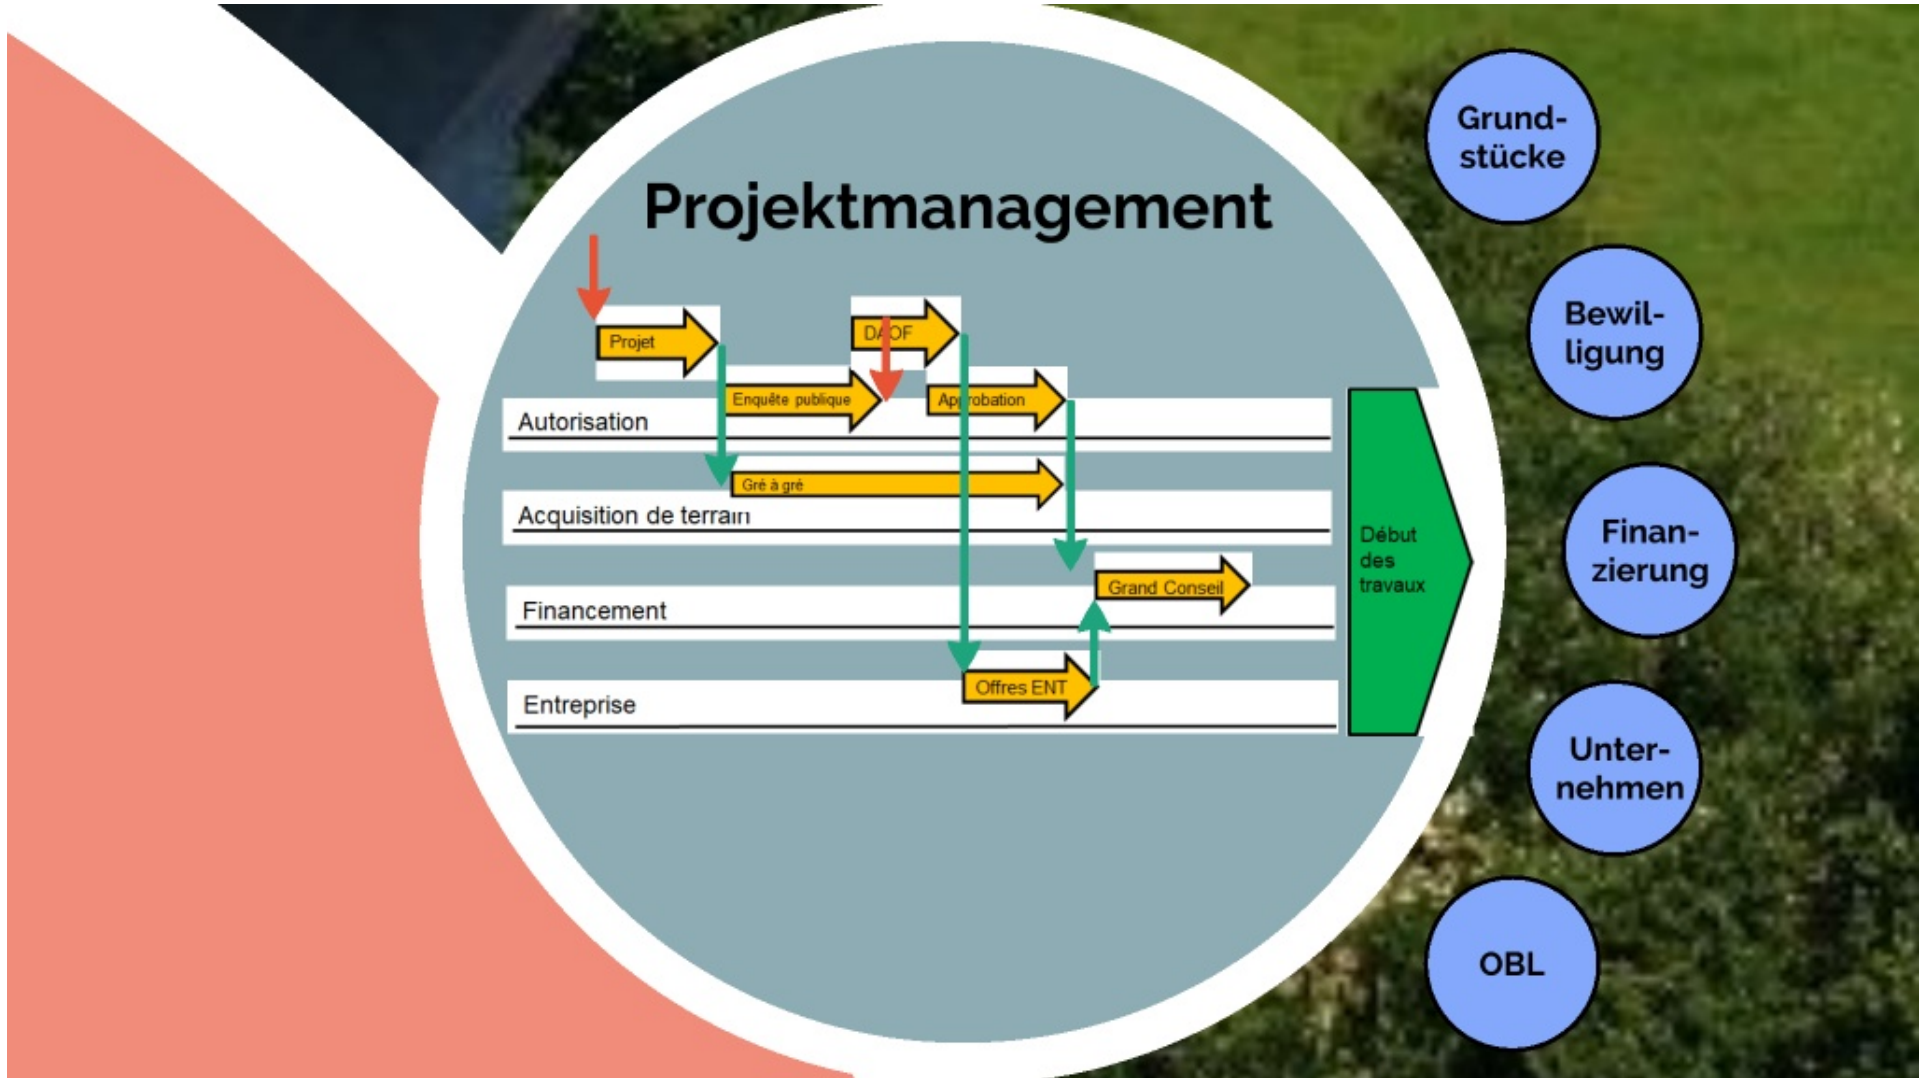 Projektmanagement
Projet
DAOF
Enquête publique
Approbation
Autorisation
Gré à gré
Acquisition de terrain
Grand Conseil
Financement
Offres ENT
Entreprise
Début
des
travaux
Grund-
stücke
Bewil-
ligung
Finan-
zierung
Unter-
nehmen
OBL